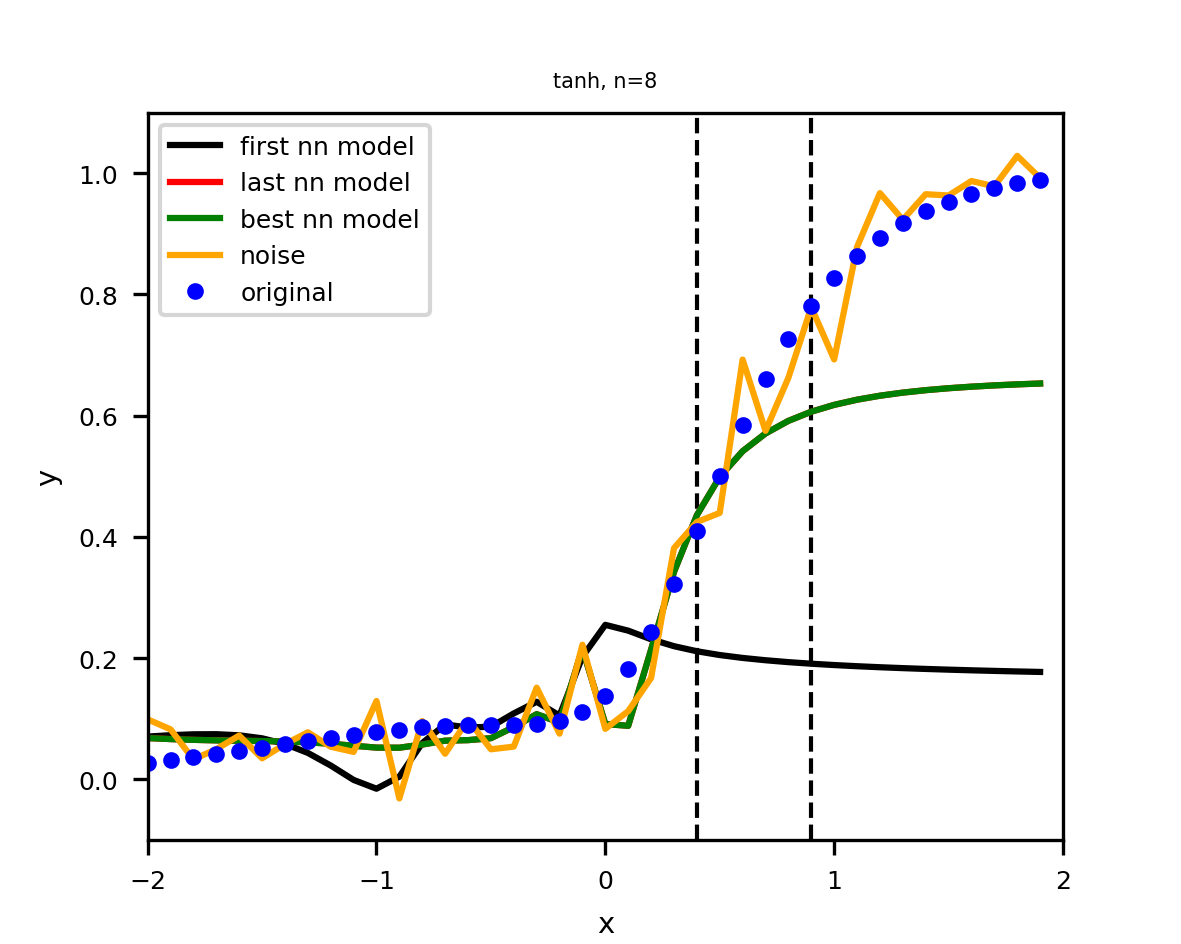 tanh, n=8
first nn model
last nn model
best nn model
noise
original
1.0
0.8
0.6
0.4
0.2
0.0
y
−2
−1
0
1
2
x